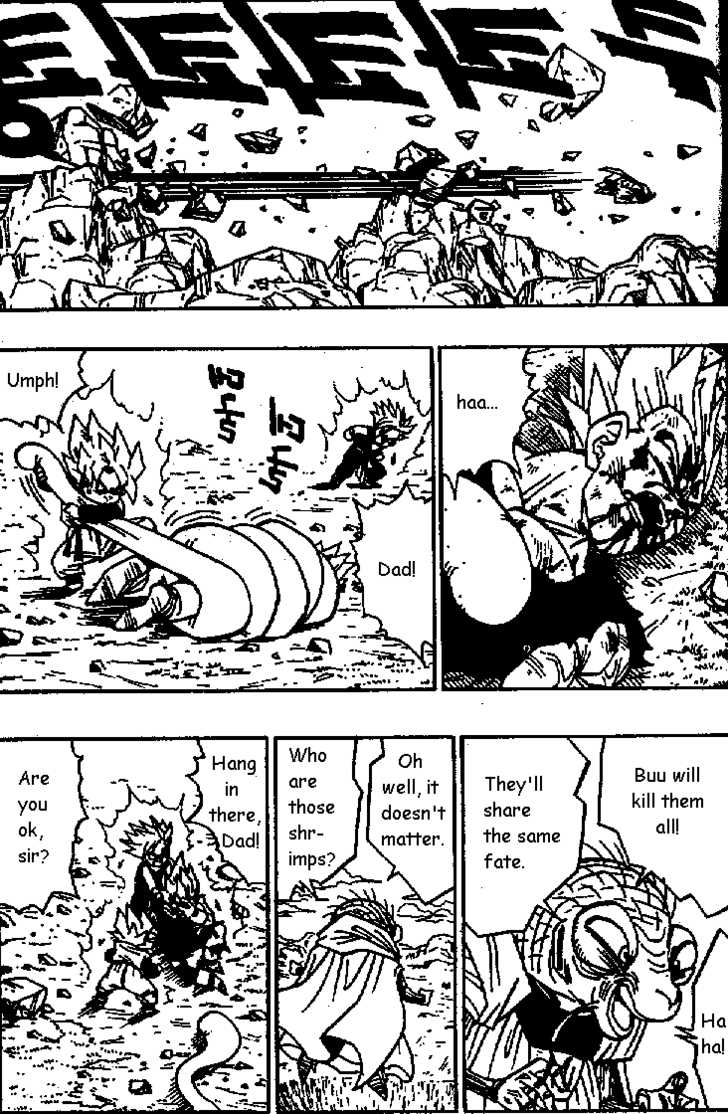 Umph!
Dad!
haa...
Are
you
ok,
sir?
Hang
in
there,
Dad!
Who
are
those
shr-
imps?
Oh
well, it
doesn't
matter.
They'll
share
the same
fate.
Buu will
kill them
all!
Ha
ha!